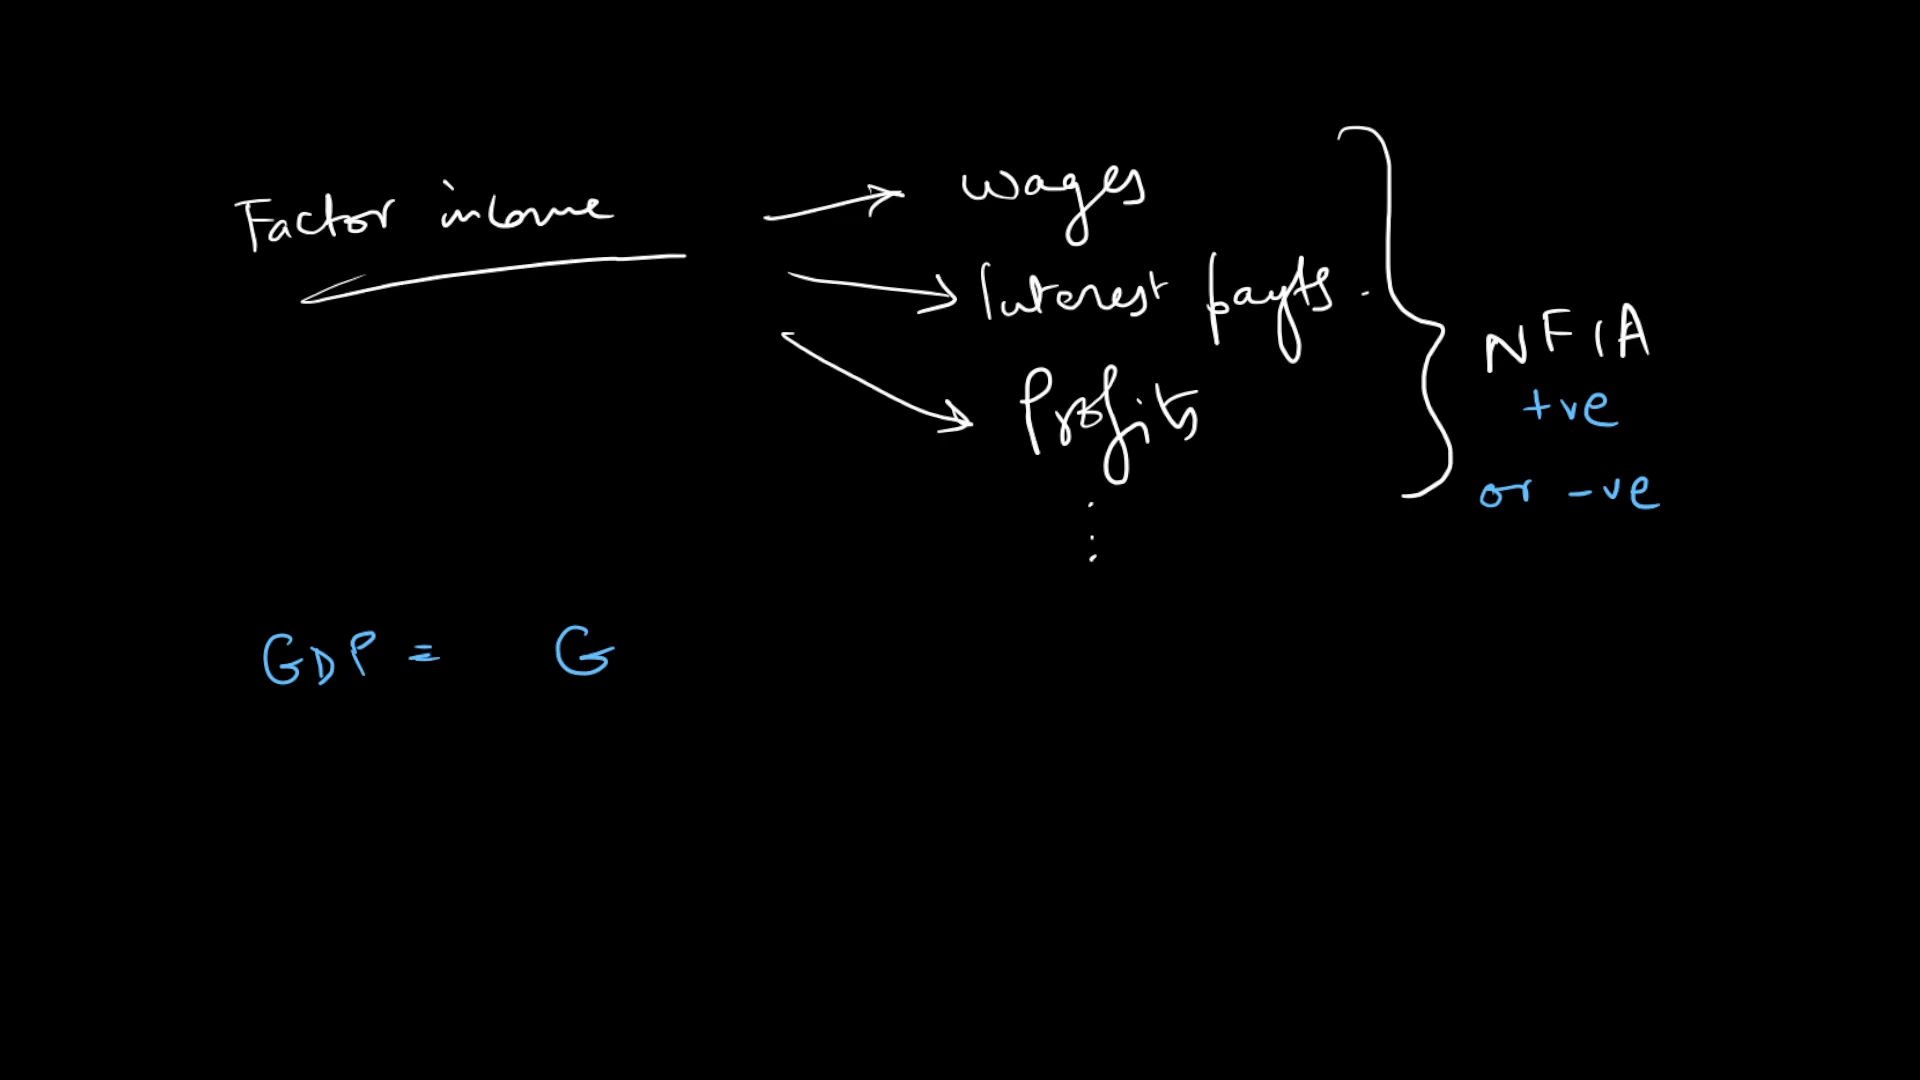 Factor income → wages
→ Interest payts.
→ Profits
⋮
NFIA
+ve
or -ve
GDP = G